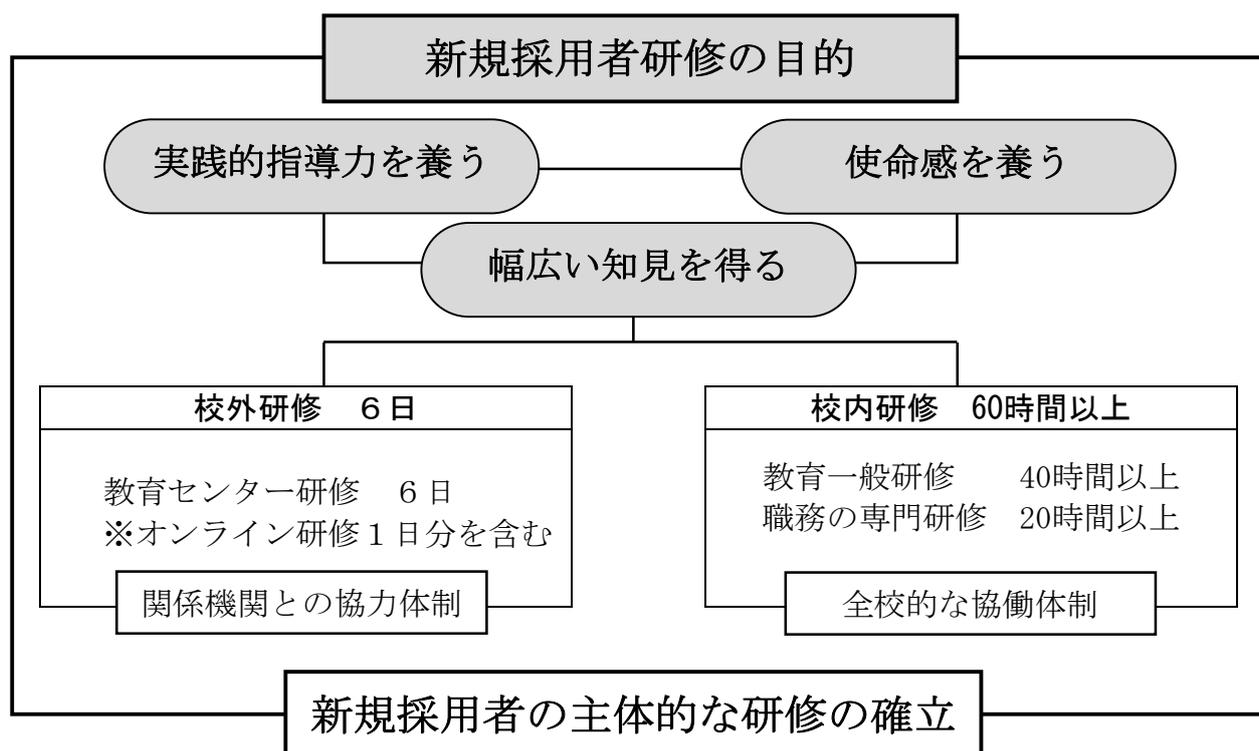 新規採用者研修の目的
実践的指導力を養う
使命感を養う
幅広い知見を得る
校外研修　６日
教育センター研修　６日
※オンライン研修１日分を含む
関係機関との協力体制
校内研修　60時間以上
教育一般研修　　40時間以上
職務の専門研修　20時間以上
全校的な協働体制
新規採用者の主体的な研修の確立